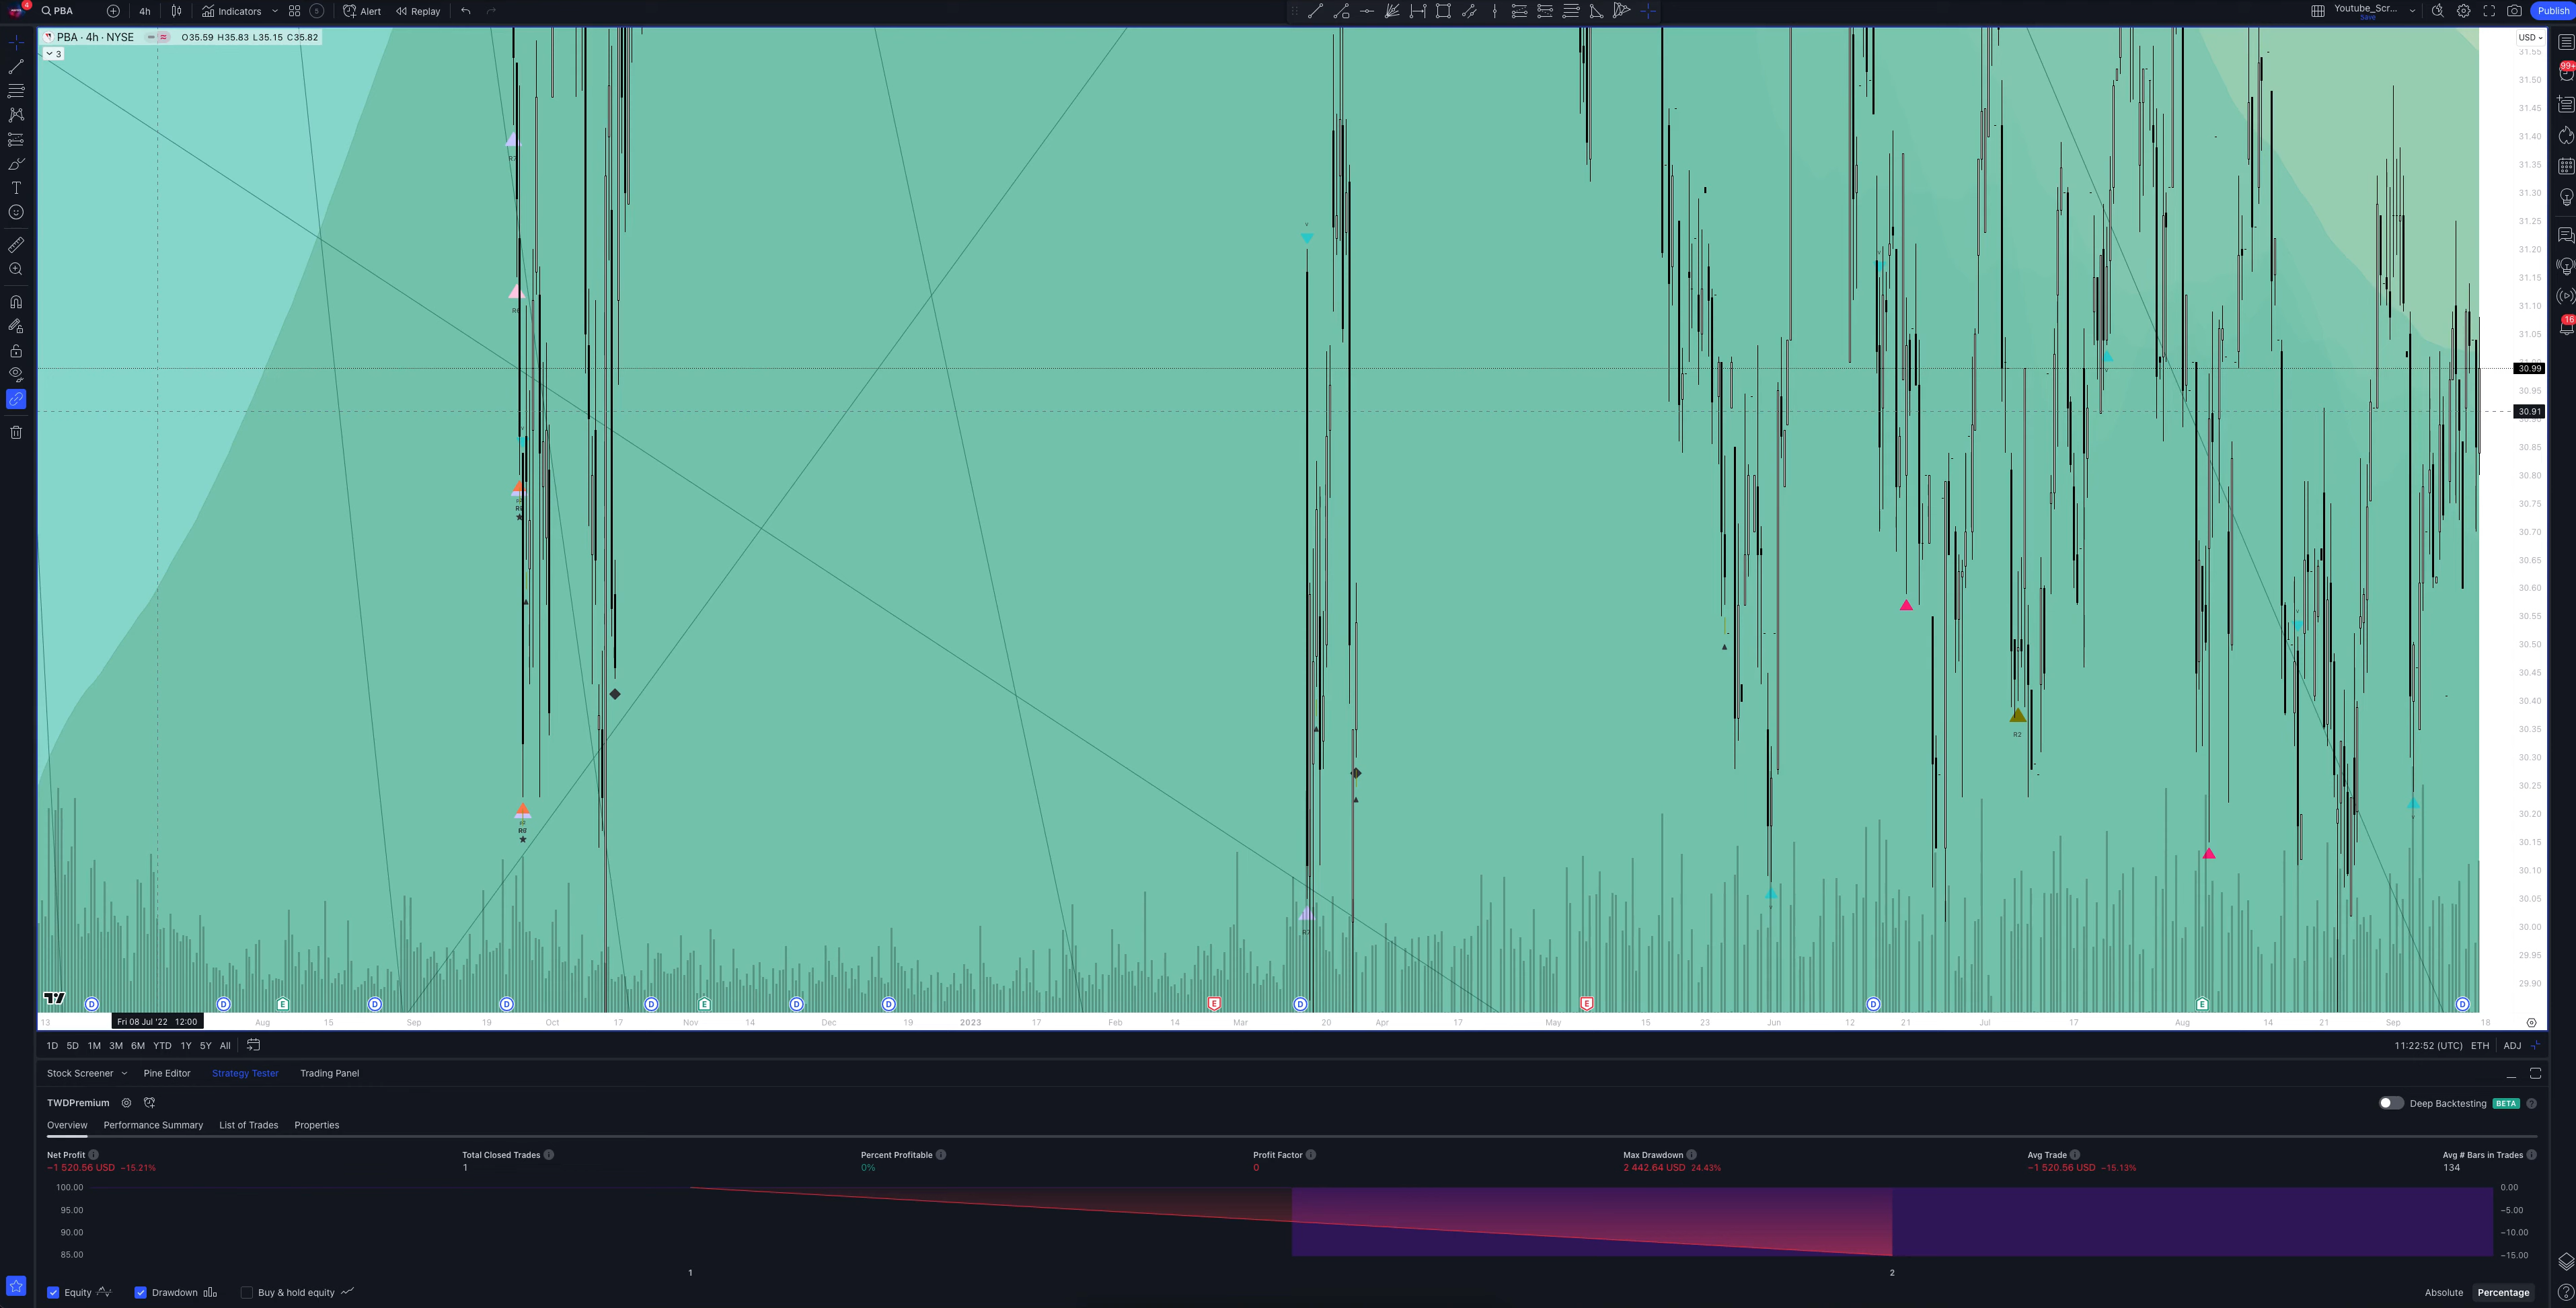 4
PBA
4h
Indicators
5
Alert
Replay
Youtube_Scr...
Save
Publish
PBA · 4h · NYSE O35.59 H35.83 L35.15 C35.82
3
USD
31.55
31.50
31.45
31.40
31.35
31.30
31.25
31.20
31.15
31.10
31.05
30.99
30.95
30.91
30.85
30.80
30.75
30.70
30.65
30.60
30.55
30.50
30.45
30.40
30.35
30.30
30.25
30.20
30.15
30.10
30.05
30.00
29.95
29.90
99+
16
R2
D D E D D D E D D E D E D E D
13 Fri 08 Jul '22 12:00 Aug 15 Sep 19 Oct 17 Nov 14 Dec 19 2023 17 Feb 14 Mar 20 Apr 17 May 15 23 Jun 12 21 Jul 17 Aug 14 21 Sep 18
1D 5D 1M 3M 6M YTD 1Y 5Y All
11:22:52 (UTC) ETH ADJ
Stock Screener Pine Editor Strategy Tester Trading Panel
TWDPremium
Deep Backtesting BETA
Overview Performance Summary List of Trades Properties
Net Profit Total Closed Trades Percent Profitable Profit Factor Max Drawdown Avg Trade Avg # Bars in Trades
−1 520.56 USD −15.21% 1 0% 0 2 442.64 USD 24.43% −1 520.56 USD −15.13% 134
100.00 0.00
95.00 −5.00
90.00 −10.00
85.00 −15.00
1 2
Equity Drawdown Buy & hold equity
Absolute Percentage